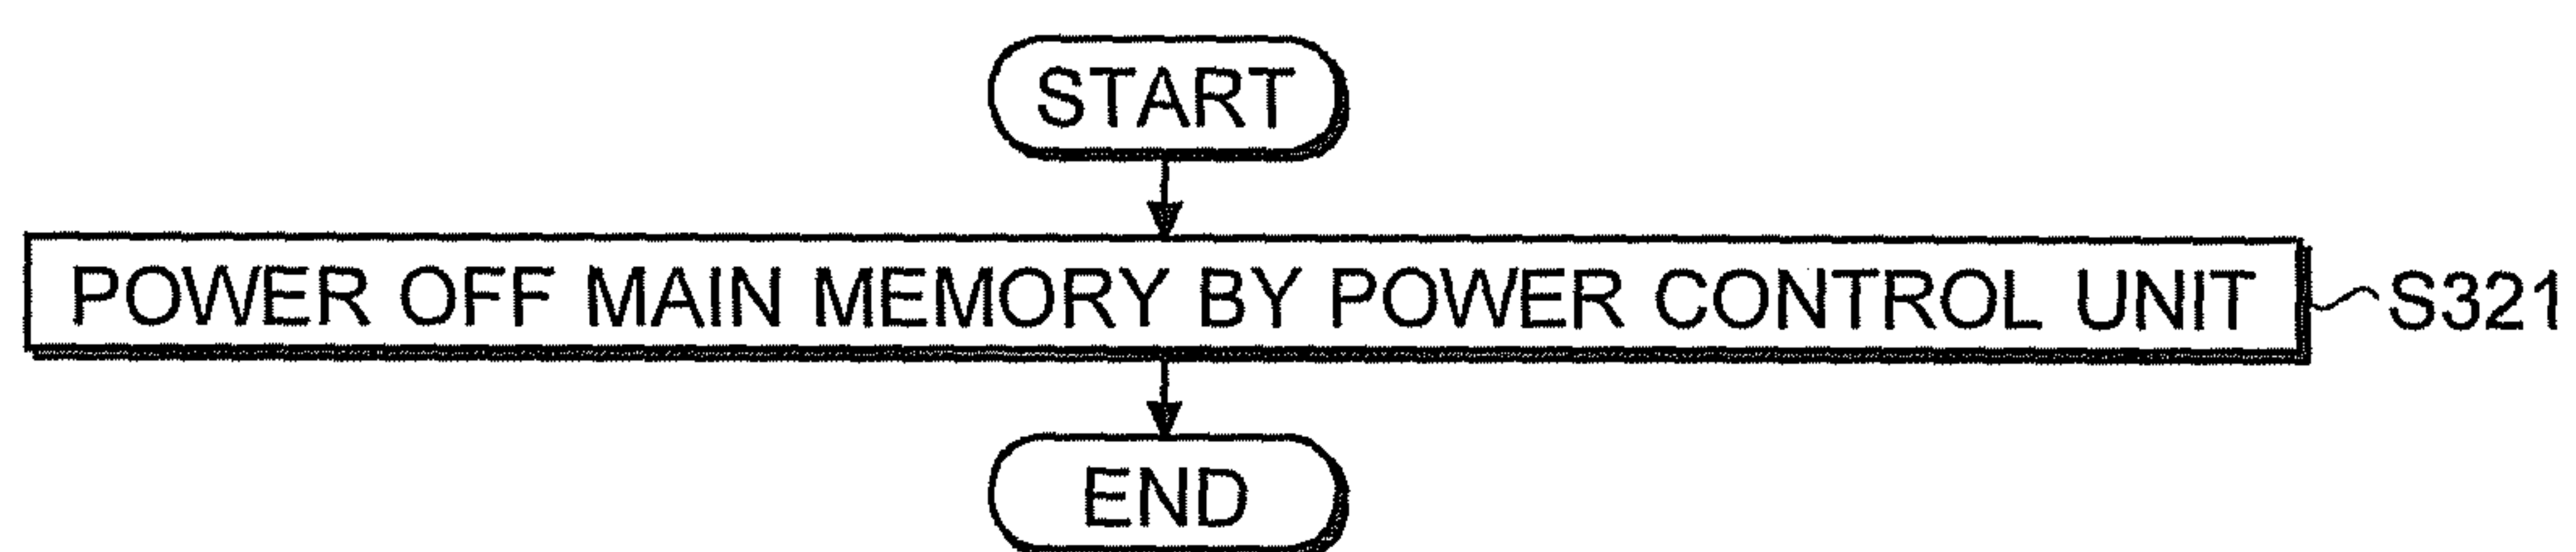 START
POWER OFF MAIN MEMORY BY POWER CONTROL UNIT
S321
END